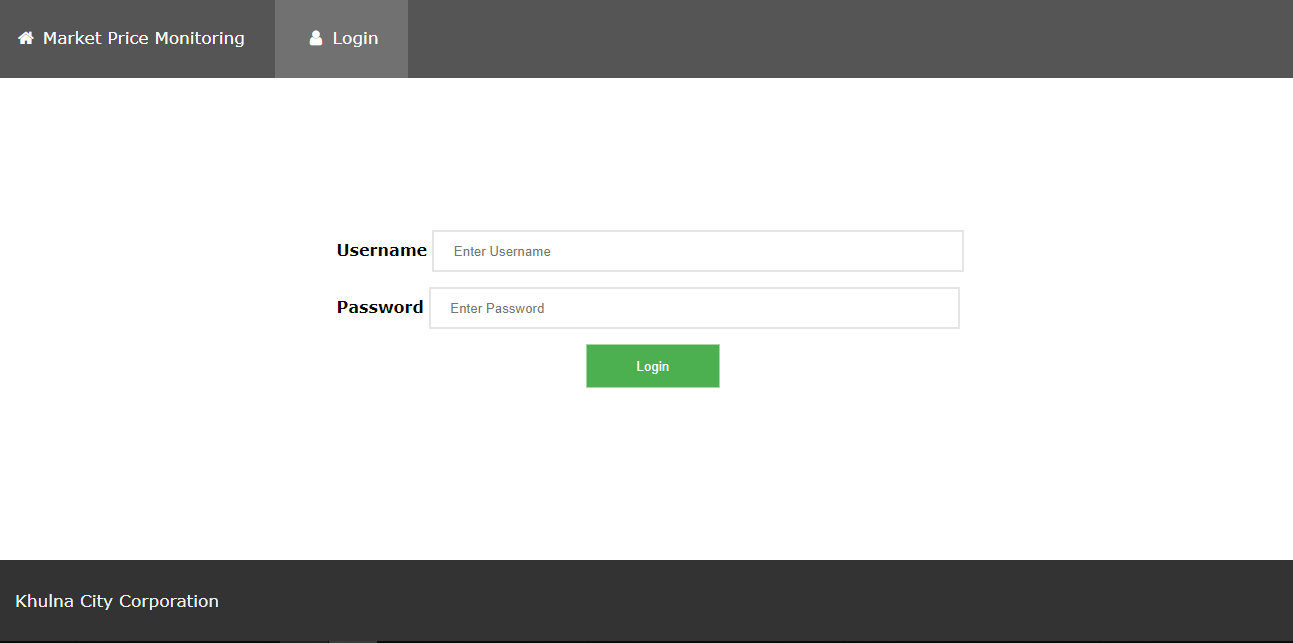 Market Price Monitoring Login
Username Enter Username
Password Enter Password
Login
Khulna City Corporation